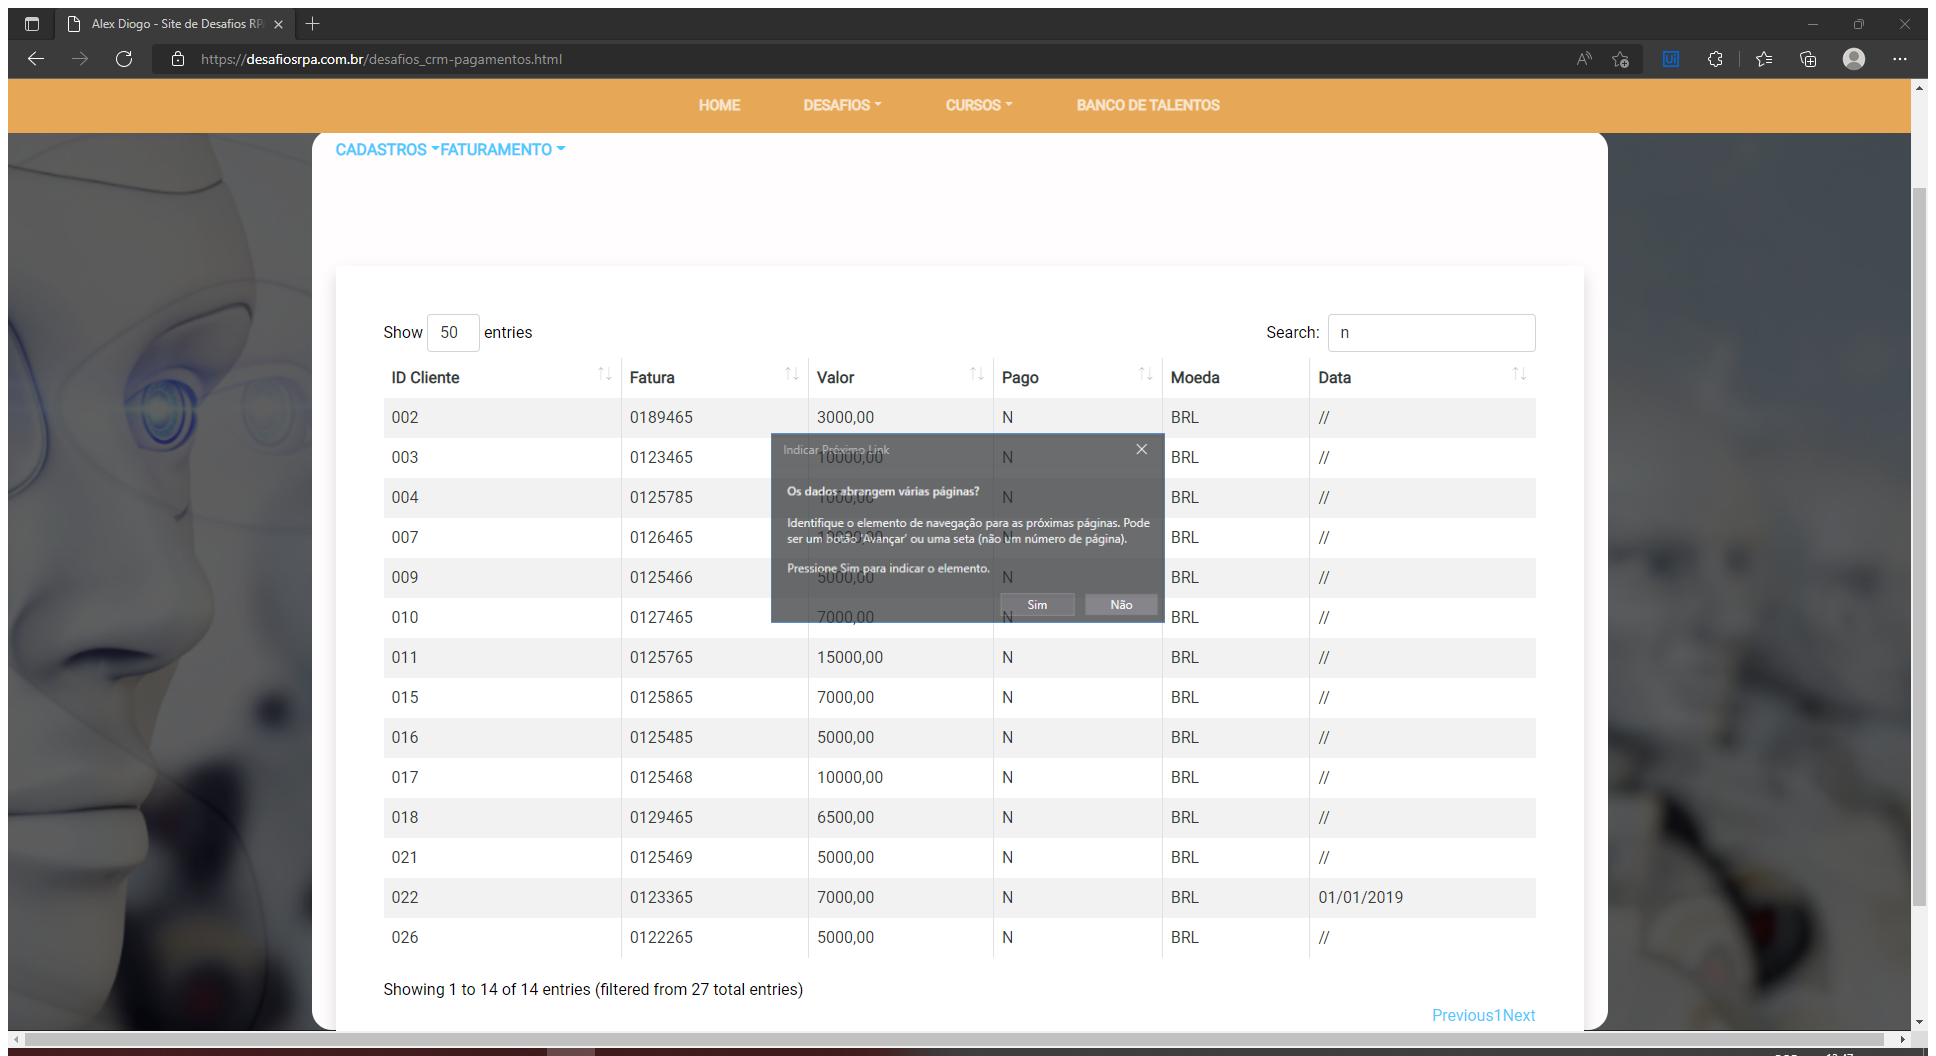 Alex Diogo - Site de Desafios RP
https://desafiosrpa.com.br/desafios_crm-pagamentos.html
HOME DESAFIOS CURSOS BANCO DE TALENTOS
CADASTROS FATURAMENTO
Show 50 entries Search: n
ID Cliente Fatura Valor Pago Moeda Data
002 0189465 3000,00 N BRL //
003 0123465 10000,00 N BRL //
004 0125785 1000,00 N BRL //
007 0126465 N BRL //
009 0125466 5000,00 N BRL //
010 0127465 7000,00 N BRL //
011 0125765 15000,00 N BRL //
015 0125865 7000,00 N BRL //
016 0125485 5000,00 N BRL //
017 0125468 10000,00 N BRL //
018 0129465 6500,00 N BRL //
021 0125469 5000,00 N BRL //
022 0123365 7000,00 N BRL 01/01/2019
026 0122265 5000,00 N BRL //
Indicar Próximo Link
Os dados abrangem várias páginas?
Identifique o elemento de navegação para as próximas páginas. Pode
ser um botão 'Avançar' ou uma seta (não um número de página).
Pressione Sim para indicar o elemento.
Sim Não
Showing 1 to 14 of 14 entries (filtered from 27 total entries)
Previous1Next